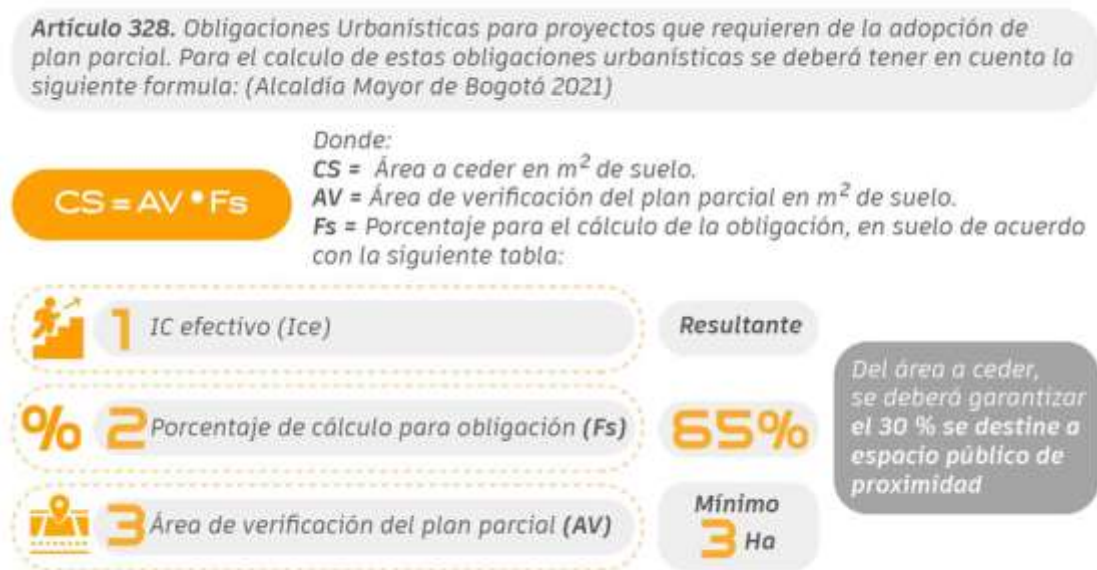 Artículo 328. Obligaciones Urbanísticas para proyectos que requieren de la adopción de
plan parcial. Para el calculo de estas obligaciones urbanísticas se deberá tener en cuenta la
siguiente formula: (Alcaldía Mayor de Bogotá 2021)
CS = AV • Fs
Donde:
CS = Área a ceder en m² de suelo.
AV = Área de verificación del plan parcial en m² de suelo.
Fs = Porcentaje para el cálculo de la obligación, en suelo de acuerdo
con la siguiente tabla:
1 IC efectivo (Ice)
Resultante
% 2 Porcentaje de cálculo para obligación (Fs)
65%
3 Área de verificación del plan parcial (AV)
Mínimo
3 Ha
Del área a ceder,
se deberá garantizar
el 30 % se destine a
espacio público de
proximidad